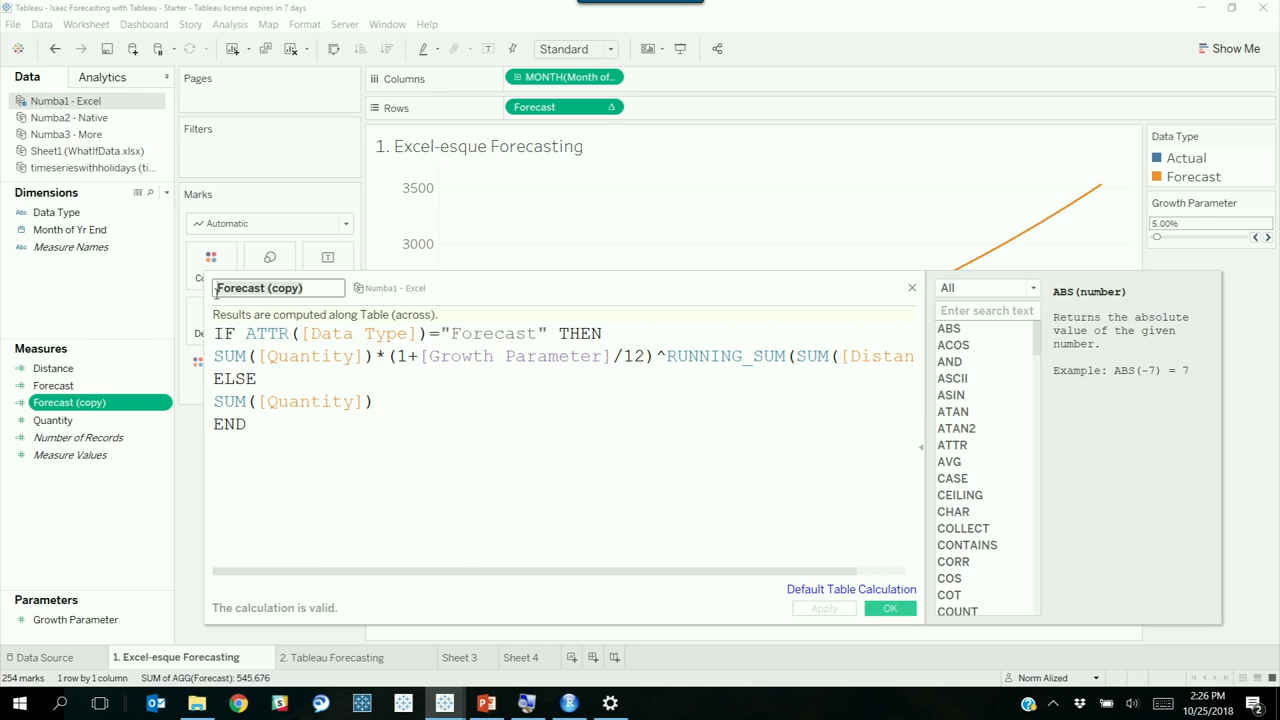 Tableau - Isaac Forecasting with Tableau - Starter - Tableau license expires in 7 days
File Data Worksheet Dashboard Story Analysis Map Format Server Window Help
Standard
Show Me
Data Analytics
Numba1 - Excel
Numba2 - Native
Numba3 - More
Sheet1 (WhatIfData.xlsx)
timeserieswithholidays (ti...
Dimensions
Abc Data Type
Month of Yr End
Abc Measure Names
Measures
Distance
Forecast
Forecast (copy)
Quantity
Number of Records
Measure Values
Parameters
Growth Parameter
Pages
Filters
Marks
Automatic
Columns
MONTH(Month of..
Rows
Forecast
1. Excel-esque Forecasting
3500
3000
Data Type
Actual
Forecast
Growth Parameter
5.00%
Forecast (copy)
Numba1 - Excel
Results are computed along Table (across).
IF ATTR([Data Type])="Forecast" THEN
SUM([Quantity])*(1+[Growth Parameter]/12)^RUNNING_SUM(SUM([Distan
ELSE
SUM([Quantity])
END
Default Table Calculation
The calculation is valid.
Apply
OK
All
Enter search text
ABS
ACOS
AND
ASCII
ASIN
ATAN
ATAN2
ATTR
AVG
CASE
CEILING
CHAR
COLLECT
CONTAINS
CORR
COS
COT
COUNT
ABS(number)
Returns the absolute
value of the given
number.
Example: ABS(-7) = 7
Data Source
1. Excel-esque Forecasting
2. Tableau Forecasting
Sheet 3
Sheet 4
254 marks
1 row by 1 column
SUM of AGG(Forecast): 545,676
Norm Alized
2:26 PM
10/25/2018